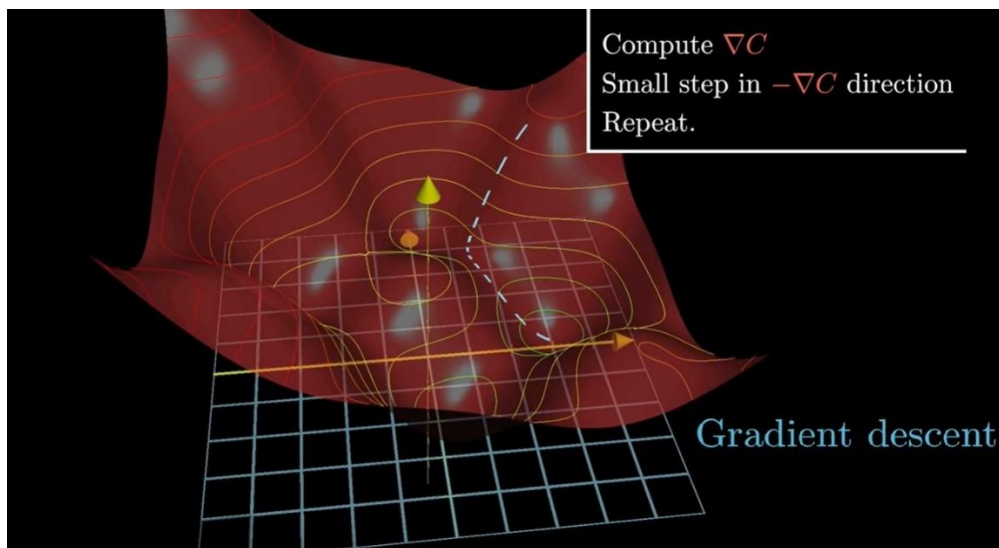 Compute ∇C
Small step in −∇C direction
Repeat.
Gradient descent